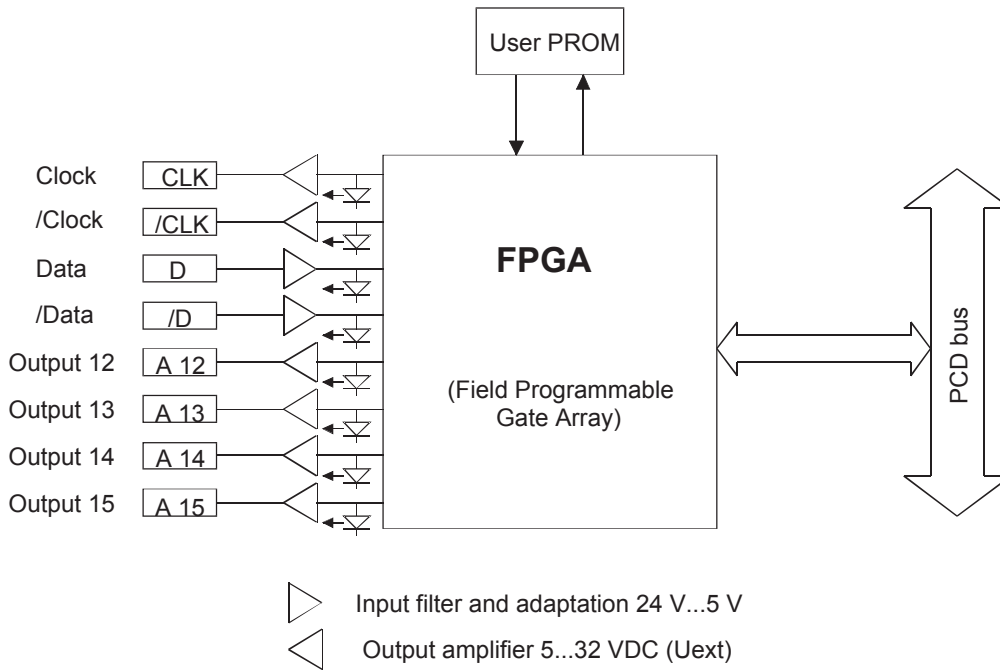 User PROM
Clock CLK
/Clock /CLK
Data D
/Data /D
Output 12 A 12
Output 13 A 13
Output 14 A 14
Output 15 A 15
FPGA
(Field Programmable
Gate Array)
PCD bus
Input filter and adaptation 24 V...5 V
Output amplifier 5...32 VDC (Uext)